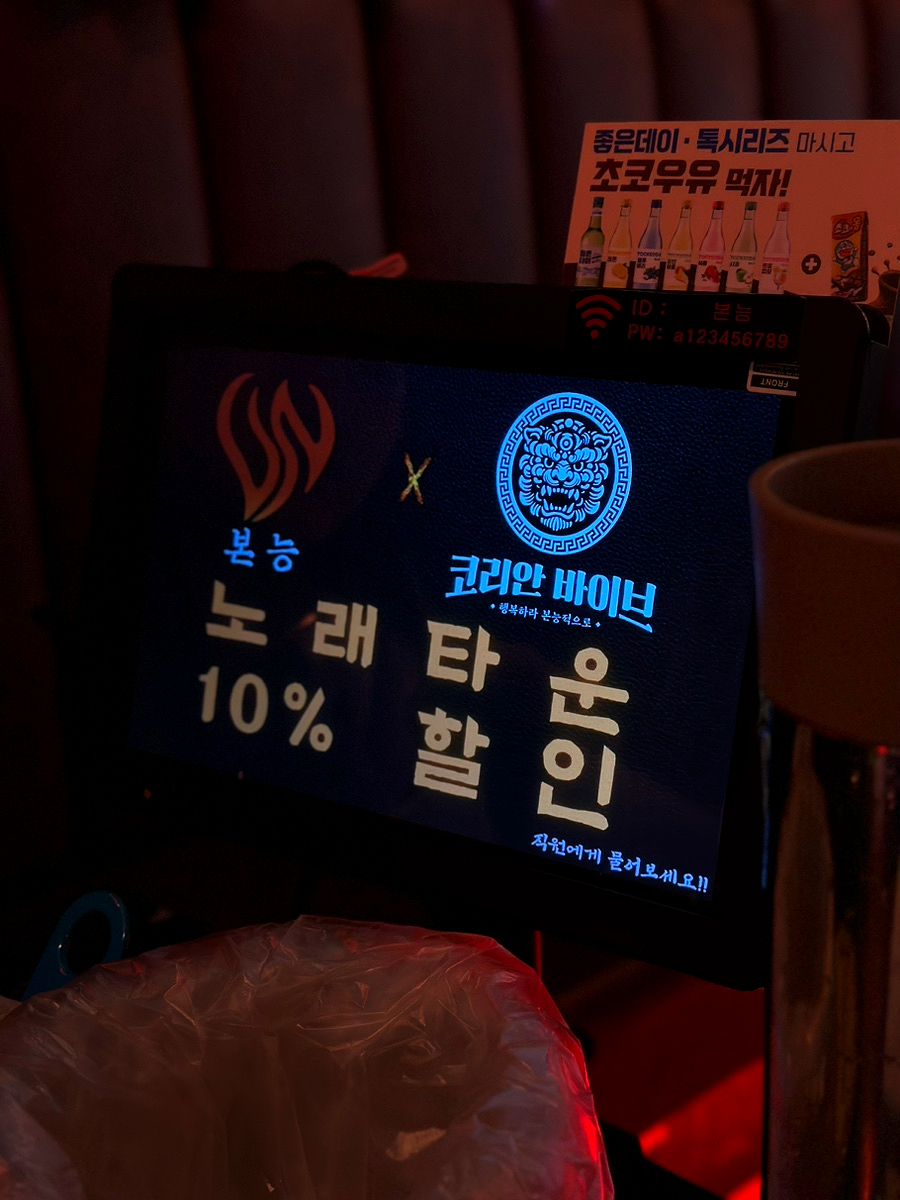 좋은데이 · 톡시리즈 마시고
초코우유 먹자!
ID : 본능
PW: a123456789
FRONT
본능
X
코리안 바이브
• 행복하라 본능적으로 •
노래타운
10% 할인
직원에게 물어보세요!!